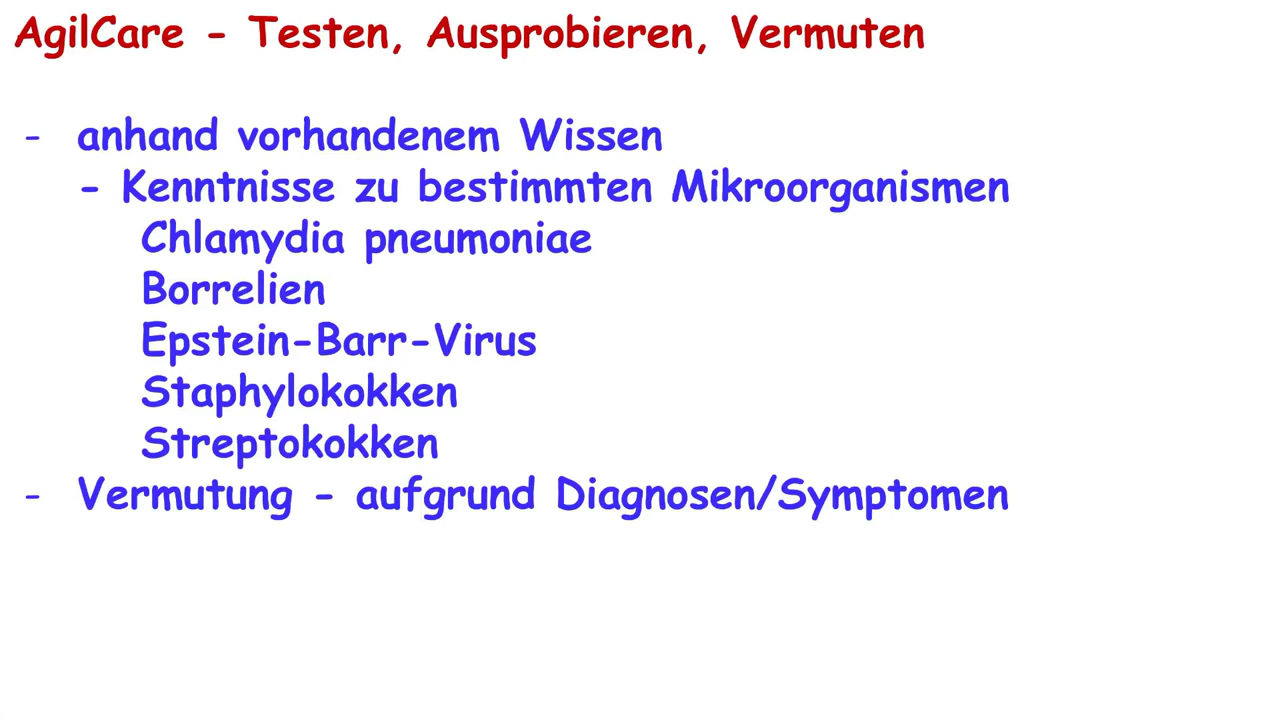 AgilCare - Testen, Ausprobieren, Vermuten
- anhand vorhandenem Wissen
- Kenntnisse zu bestimmten Mikroorganismen
Chlamydia pneumoniae
Borrelien
Epstein-Barr-Virus
Staphylokokken
Streptokokken
- Vermutung - aufgrund Diagnosen/Symptomen